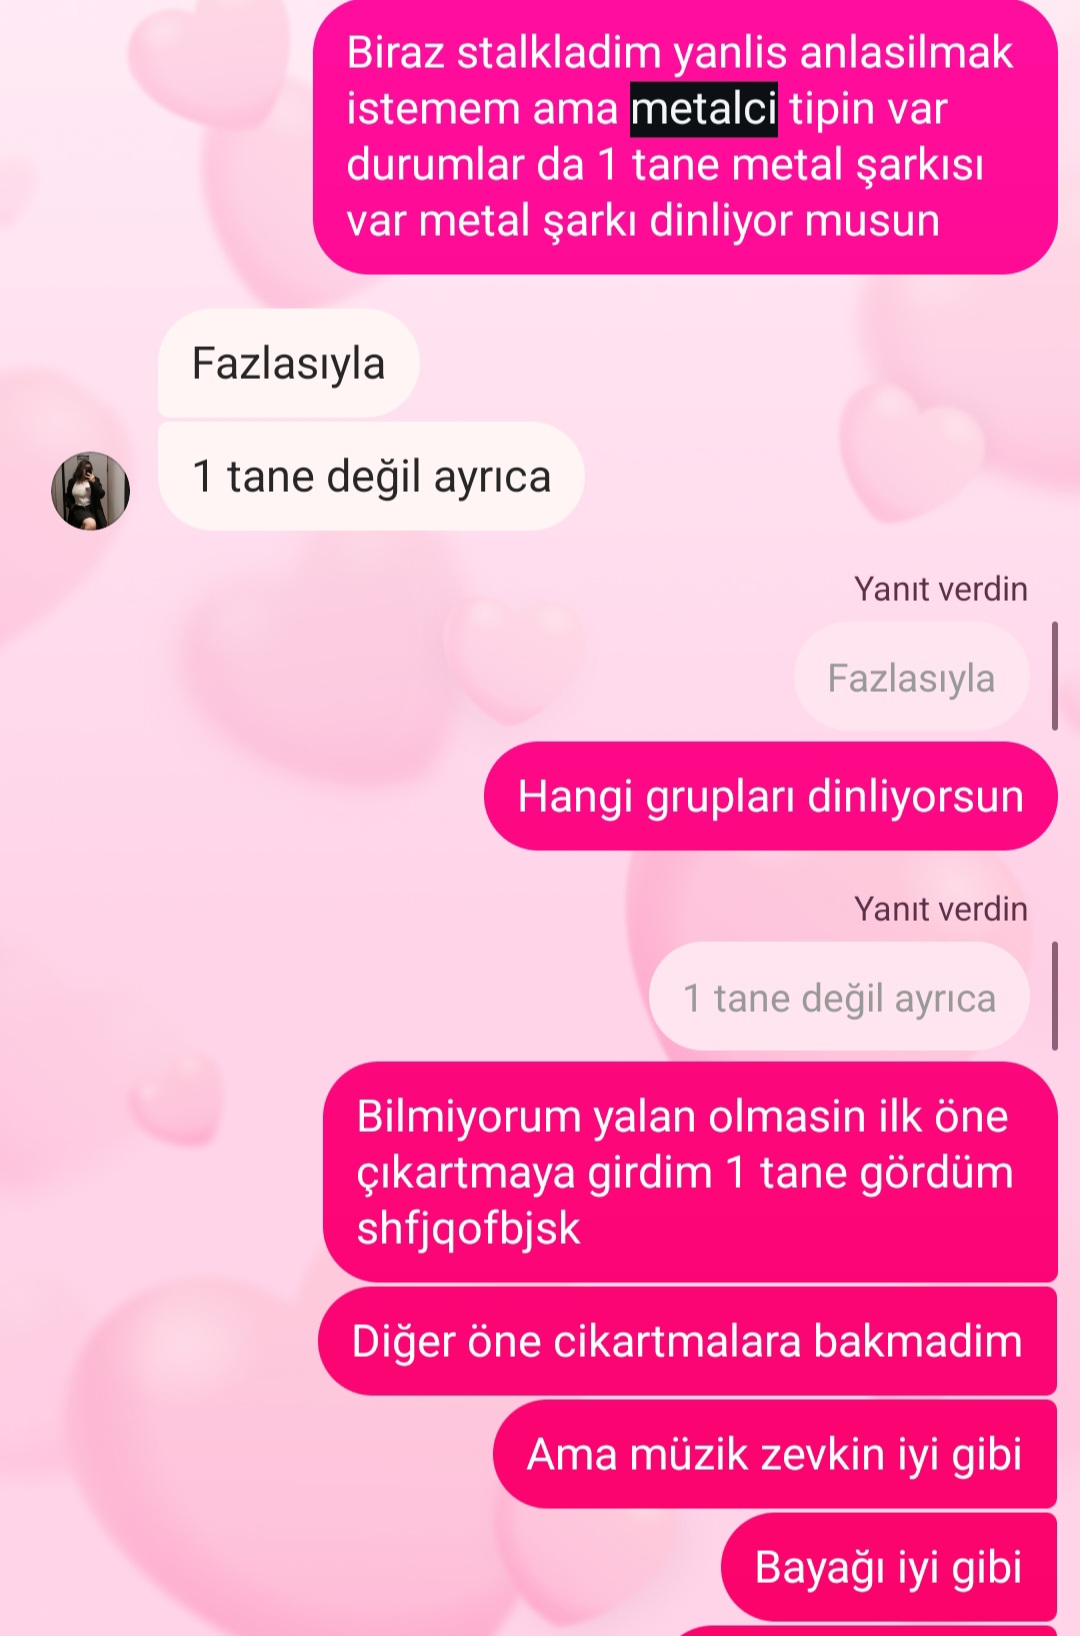 Biraz stalkladim yanlis anlasilmak
istemem ama metalci tipin var
durumlar da 1 tane metal şarkısı
var metal şarkı dinliyor musun
Fazlasıyla
1 tane değil ayrıca
Yanıt verdin
Fazlasıyla
Hangi grupları dinliyorsun
Yanıt verdin
1 tane değil ayrıca
Bilmiyorum yalan olmasin ilk öne
çıkartmaya girdim 1 tane gördüm
shfjqofbjsk
Diğer öne cikartmalara bakmadim
Ama müzik zevkin iyi gibi
Bayağı iyi gibi